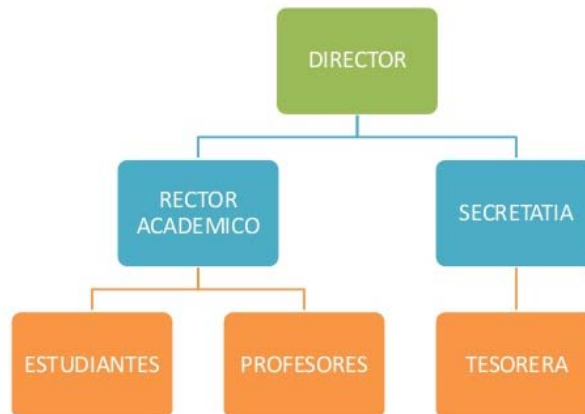 DIRECTOR
RECTOR
ACADEMICO
SECRETATIA
ESTUDIANTES
PROFESORES
TESORERA